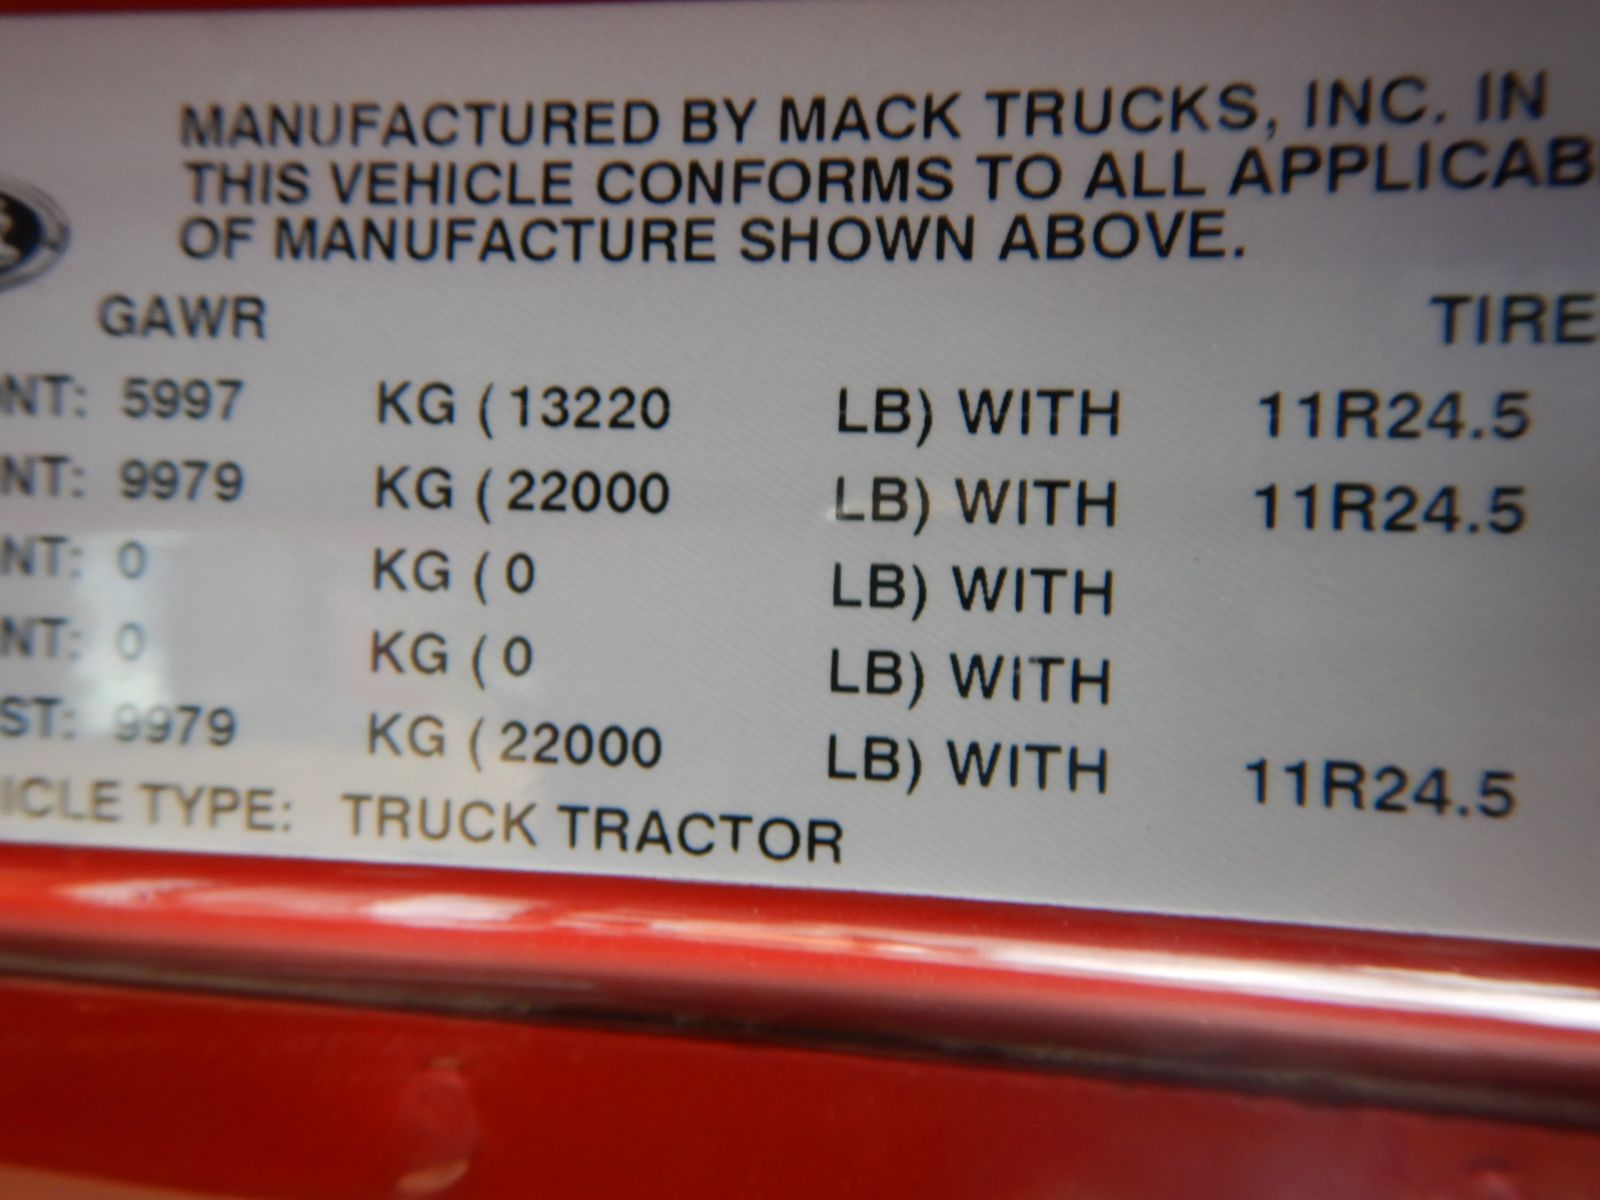 MANUFACTURED BY MACK TRUCKS, INC. IN
THIS VEHICLE CONFORMS TO ALL APPLICAB
OF MANUFACTURE SHOWN ABOVE.
GAWR TIRE
ONT: 5997 KG ( 13220 LB) WITH 11R24.5
NT: 9979 KG ( 22000 LB) WITH 11R24.5
NT: 0 KG ( 0 LB) WITH
NT: 0 KG ( 0 LB) WITH
ST: 9979 KG ( 22000 LB) WITH 11R24.5
ICLE TYPE: TRUCK TRACTOR